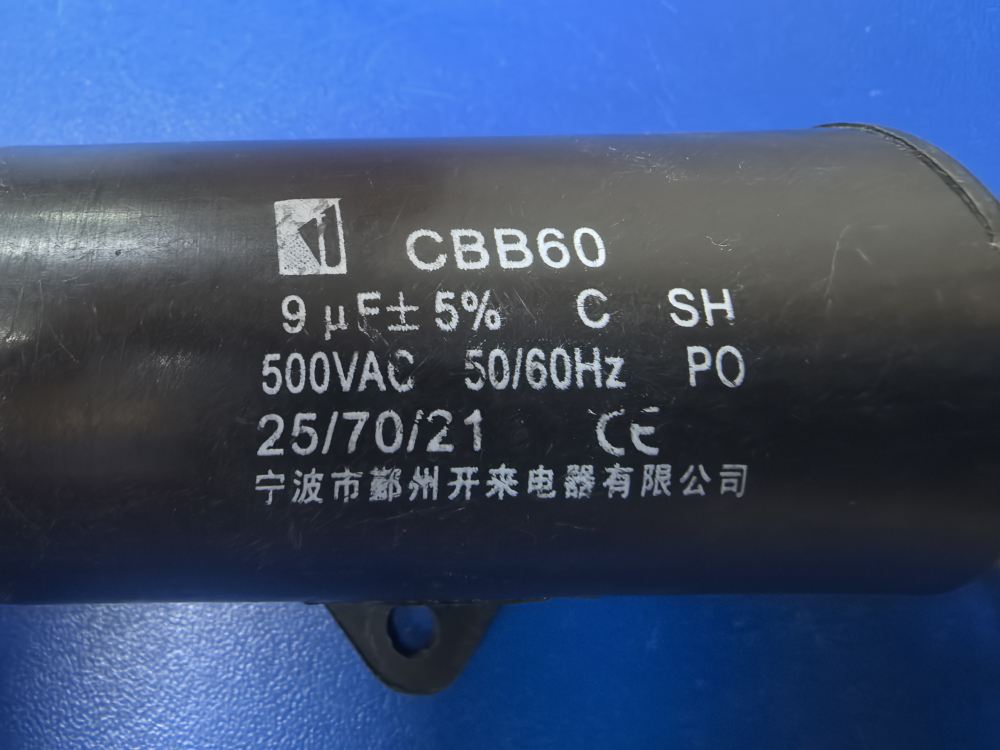 CBB60
9 μF± 5% C SH
500VAC 50/60Hz PO
25/70/21 CE
宁波市鄞州开来电器有限公司